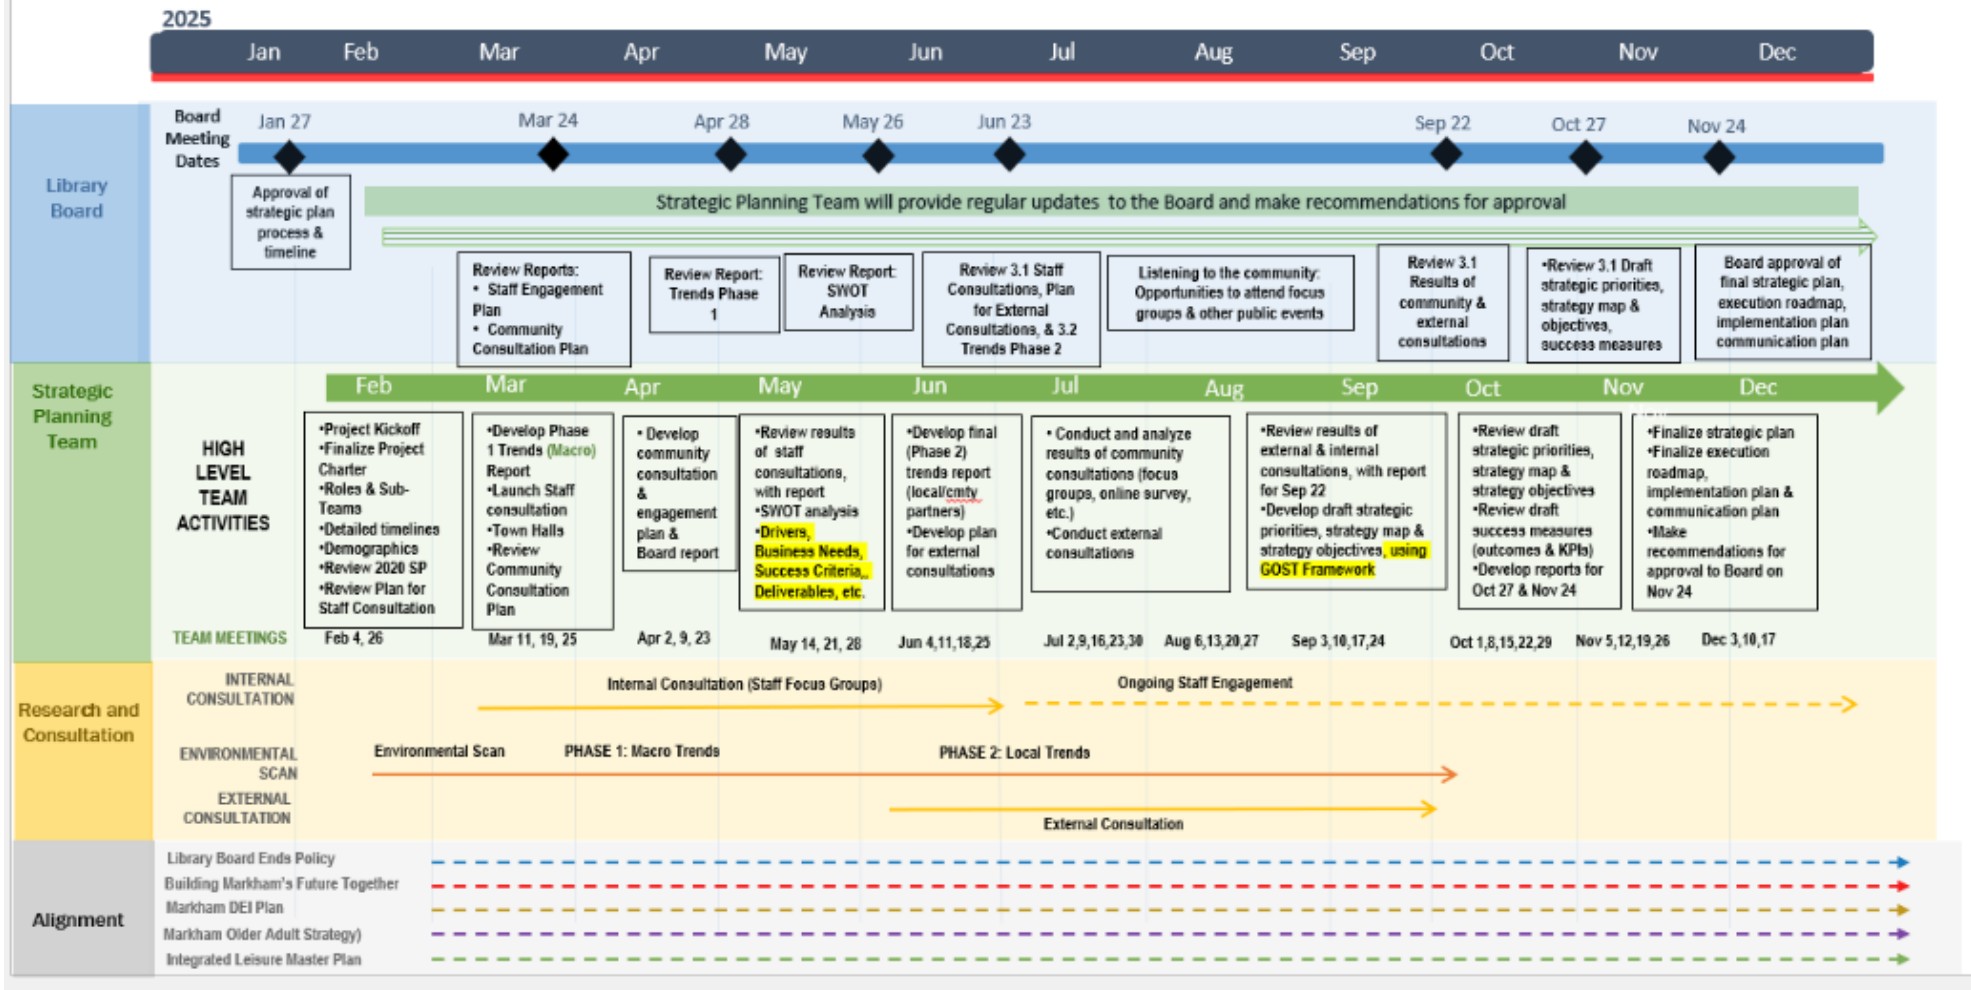 2025
Jan Feb Mar Apr May Jun Jul Aug Sep Oct Nov Dec
Library
Board
Board
Meeting
Dates
Jan 27
Mar 24
Apr 28
May 26
Jun 23
Sep 22
Oct 27
Nov 24
Approval of
strategic plan
process &
timeline
Strategic Planning Team will provide regular updates to the Board and make recommendations for approval
Review Reports:
• Staff Engagement
Plan
• Community
Consultation Plan
Review Report:
Trends Phase
1
Review Report:
SWOT
Analysis
Review 3.1 Staff
Consultations, Plan
for External
Consultations, & 3.2
Trends Phase 2
Listening to the community:
Opportunities to attend focus
groups & other public events
Review 3.1
Results of
community &
external
consultations
•Review 3.1 Draft
strategic priorities,
strategy map &
objectives,
success measures
Board approval of
final strategic plan,
execution roadmap,
implementation plan
communication plan
Strategic
Planning
Team
Feb Mar Apr May Jun Jul Aug Sep Oct Nov Dec
HIGH
LEVEL
TEAM
ACTIVITIES
•Project Kickoff
•Finalize Project
Charter
•Roles & Sub-
Teams
•Detailed timelines
•Demographics
•Review 2020 SP
•Review Plan for
Staff Consultation
•Develop Phase
1 Trends (Macro)
Report
•Launch Staff
consultation
•Town Halls
•Review
Community
Consultation
Plan
• Develop
community
consultation
&
engagement
plan &
Board report
•Review results
of staff
consultations,
with report
•SWOT analysis
•Drivers,
Business Needs,
Success Criteria,
Deliverables, etc.
•Develop final
(Phase 2)
trends report
(local/cmty
partners)
•Develop plan
for external
consultations
• Conduct and analyze
results of community
consultations (focus
groups, online survey,
etc.)
•Conduct external
consultations
•Review results of
external & internal
consultations, with report
for Sep 22
•Develop draft strategic
priorities, strategy map &
strategy objectives, using
GOST Framework
•Review draft
strategic priorities,
strategy map &
strategy objectives
•Review draft
success measures
(outcomes & KPIs)
•Develop reports for
Oct 27 & Nov 24
•Finalize strategic plan
•Finalize execution
roadmap,
implementation plan &
communication plan
•Make
recommendations for
approval to Board on
Nov 24
TEAM MEETINGS
Feb 4, 26
Mar 11, 19, 25
Apr 2, 9, 23
May 14, 21, 28
Jun 4,11,18,25
Jul 2,9,16,23,30
Aug 6,13,20,27
Sep 3,10,17,24
Oct 1,8,15,22,29
Nov 5,12,19,26
Dec 3,10,17
Research and
Consultation
INTERNAL
CONSULTATION
Internal Consultation (Staff Focus Groups)
Ongoing Staff Engagement
ENVIRONMENTAL
SCAN
Environmental Scan
PHASE 1: Macro Trends
PHASE 2: Local Trends
EXTERNAL
CONSULTATION
External Consultation
Alignment
Library Board Ends Policy
Building Markham's Future Together
Markham DEI Plan
Markham Older Adult Strategy)
Integrated Leisure Master Plan